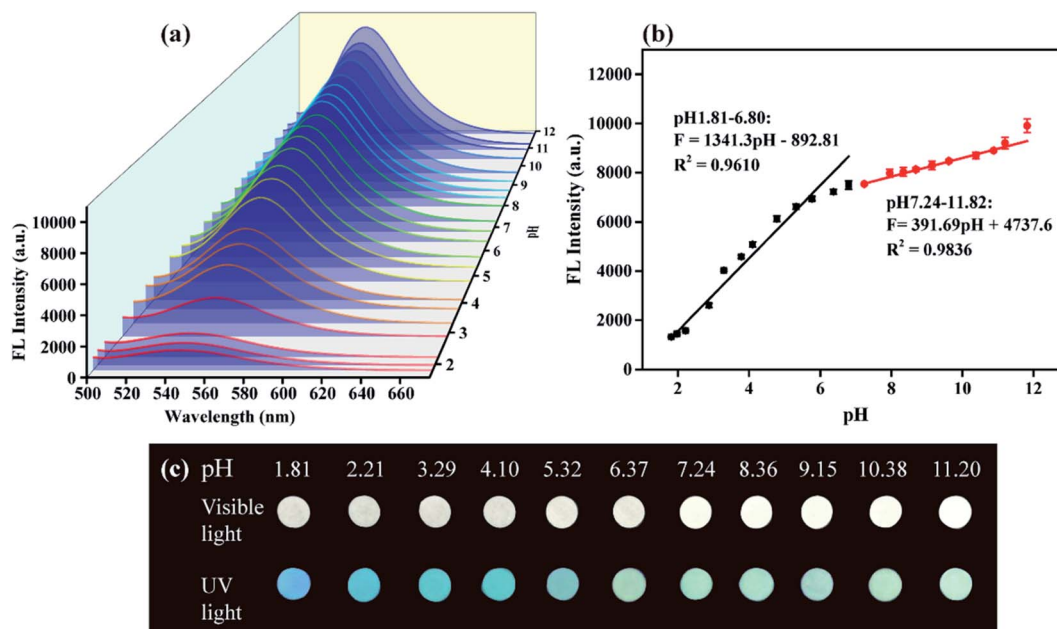 (a)
FL Intensity (a.u.)
10000
8000
6000
4000
2000
0
500 520 540 560 580 600 620 640 660
Wavelength (nm)
12
11
10
9
8
7
6
5
4
3
2
pH
(b)
FL Intensity (a.u.)
12000
10000
8000
6000
4000
2000
0
2 4 6 8 10 12
pH
pH1.81-6.80:
F = 1341.3pH - 892.81
R² = 0.9610
pH7.24-11.82:
F= 391.69pH + 4737.6
R² = 0.9836
(c) pH 1.81 2.21 3.29 4.10 5.32 6.37 7.24 8.36 9.15 10.38 11.20
Visible
light
UV
light